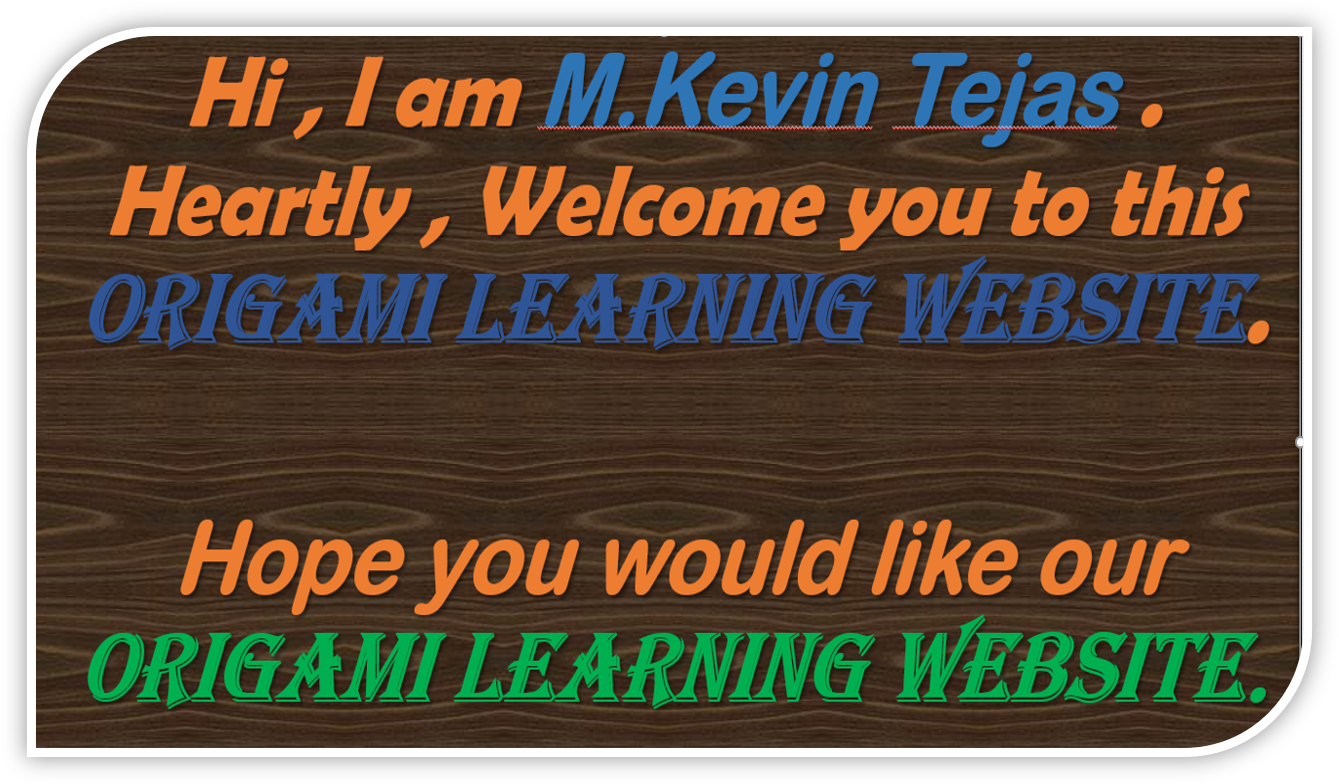 Hi , I am M.Kevin Tejas .
Heartly , Welcome you to this
ORIGAMI LEARNING WEBSITE.
Hope you would like our
ORIGAMI LEARNING WEBSITE.